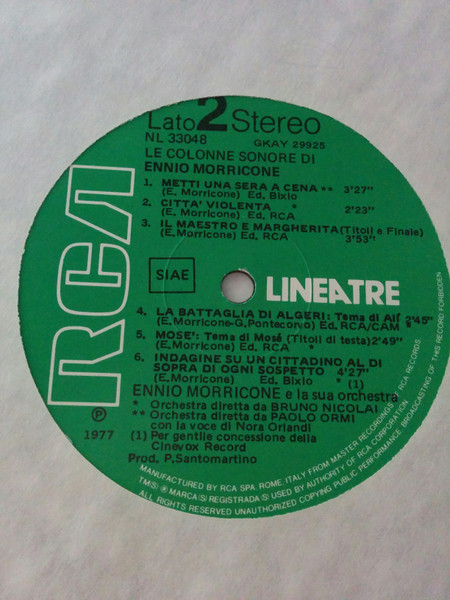 Lato 2 Stereo
NL 33048 GKAY 29925
LE COLONNE SONORE DI
ENNIO MORRICONE
1. METTI UNA SERA A CENA ** 3'27"
(E. Morricone) Ed. Bixio
2. CITTA' VIOLENTA * 2'23"
(E. Morricone) Ed. RCA
3. IL MAESTRO E MARGHERITA (Titoli e Finale)
(E. Morricone) Ed. RCA 3'53"
RCA
SIAE
LINEATRE
4. LA BATTAGLIA DI ALGERI: Tema di Alì 2'45"
(E. Morricone-G. Pontecorvo) Ed. RCA/CAM *
5. MOSE': Tema di Mosé (Titoli di testa) 2'49"
(E. Morricone) Ed. RCA *
6. INDAGINE SU UN CITTADINO AL DI
SOPRA DI OGNI SOSPETTO 4'27"
(E. Morricone) Ed. Bixio * (1)
ENNIO MORRICONE e la sua orchestra
* Orchestra diretta da BRUNO NICOLAI
** Orchestra diretta da PAOLO ORMI
con la voce di Nora Orlandi
(1) Per gentile concessione della
Cinevox Record
Prod. P. Santomartino
℗
1977
MANUFACTURED BY RCA SPA. ROME. ITALY FROM MASTER RECORDING RCA RECORDS
TM(S) ® MARCA(S) REGISTRADA(S) USED BY AUTHORITY OF RCA CORPORATION
ALL RIGHTS RESERVED UNAUTHORIZED COPYING PUBLIC PERFORMANCE BROADCASTING OF THIS RECORD FORBIDDEN